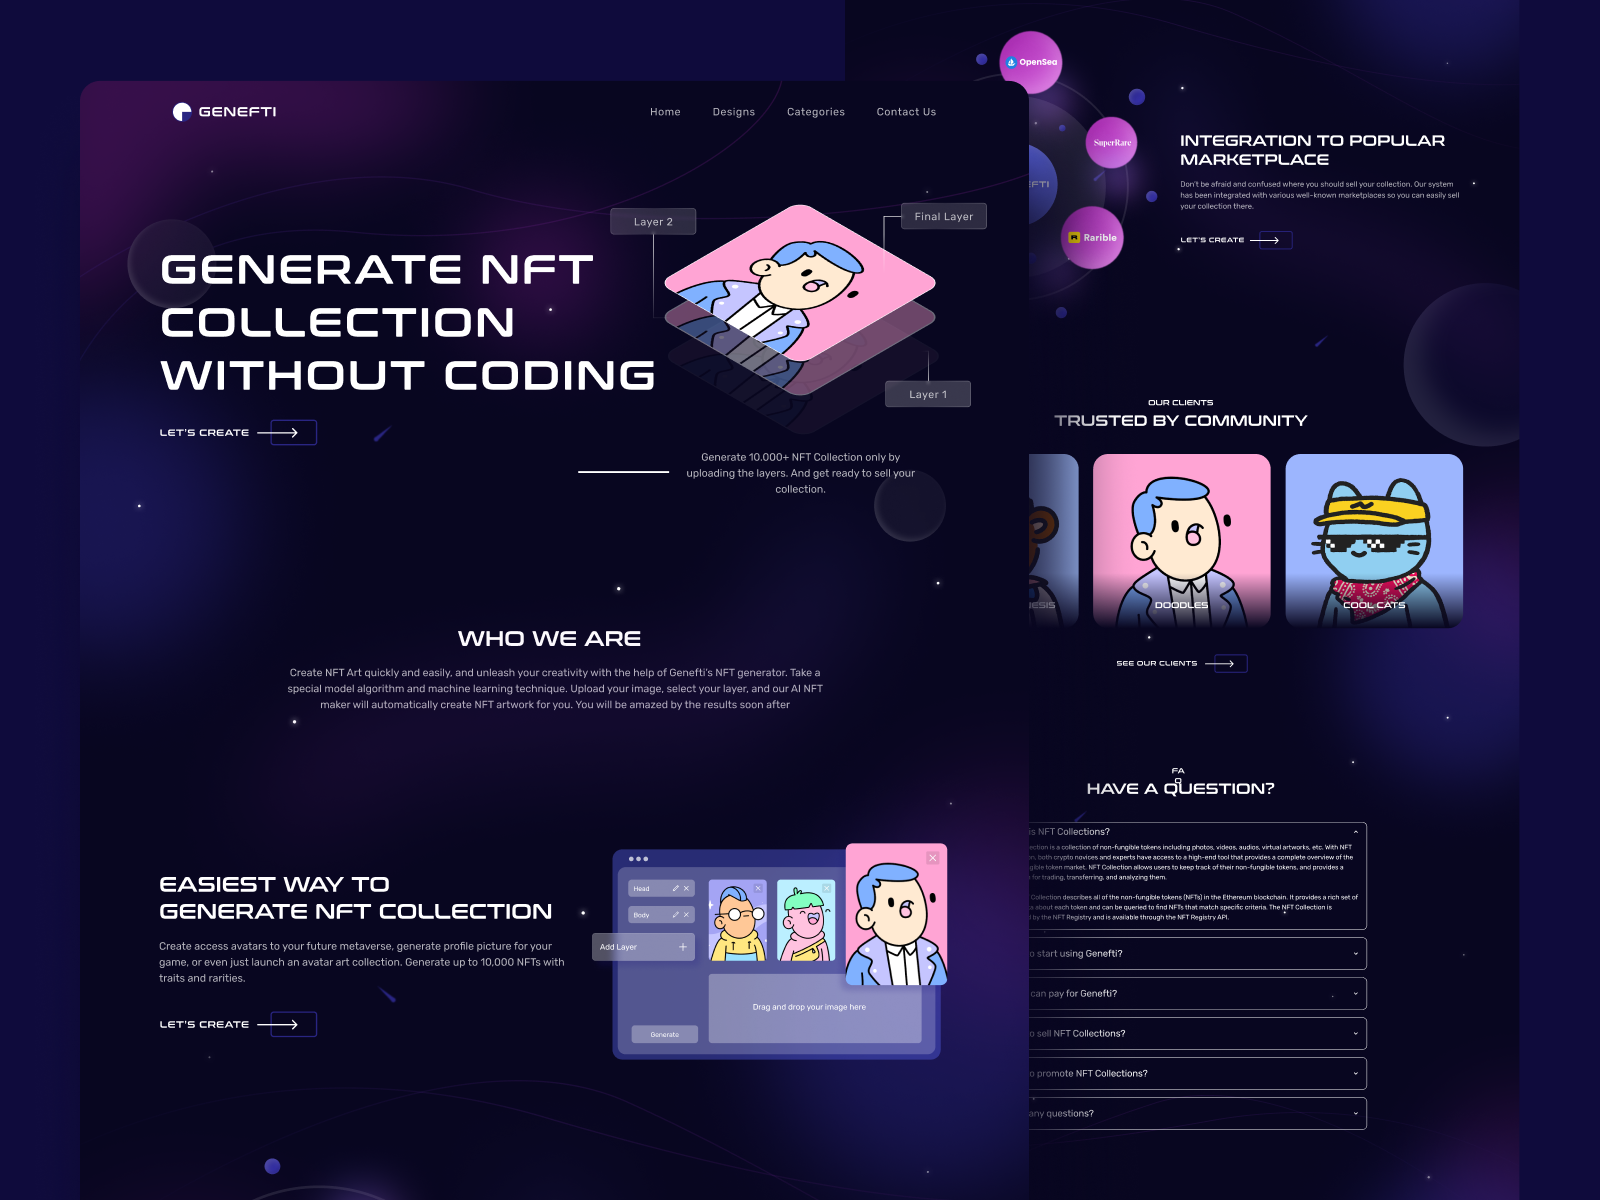 GENEFTI
Home
Designs
Categories
Contact Us
GENERATE NFT
COLLECTION
WITHOUT CODING
LET'S CREATE
Layer 2
Final Layer
Layer 1
Generate 10.000+ NFT Collection only by
uploading the layers. And get ready to sell your
collection.
WHO WE ARE
Create NFT Art quickly and easily, and unleash your creativity with the help of Genefti's NFT generator. Take a
special model algorithm and machine learning technique. Upload your image, select your layer, and our AI NFT
maker will automatically create NFT artwork for you. You will be amazed by the results soon after
EASIEST WAY TO
GENERATE NFT COLLECTION
Create access avatars to your future metaverse, generate profile picture for your
game, or even just launch an avatar art collection. Generate up to 10,000 NFTs with
traits and rarities.
LET'S CREATE
Head
Body
Add Layer
Generate
Drag and drop your image here
OpenSea
SuperRare
Rarible
EFTI
INTEGRATION TO POPULAR
MARKETPLACE
Don't be afraid and confused where you should sell your collection. Our system
has been integrated with various well-known marketplaces so you can easily sell
your collection there.
LET'S CREATE
OUR CLIENTS
TRUSTED BY COMMUNITY
NESIS
DOODLES
COOL CATS
SEE OUR CLIENTS
FA
Q
HAVE A QUESTION?
is NFT Collections?
ection is a collection of non-fungible tokens including photos, videos, audios, virtual artworks, etc. With NFT
on, both crypto novices and experts have access to a high-end tool that provides a complete overview of the
gible token market. NFT Collection allows users to keep track of their non-fungible tokens, and provides a
for trading, transferring, and analyzing them.
Collection describes all of the non-fungible tokens (NFTs) in the Ethereum blockchain. It provides a rich set of
a about each token and can be queried to find NFTs that match specific criteria. The NFT Collection is
d by the NFT Registry and is available through the NFT Registry API.
o start using Genefti?
can pay for Genefti?
o sell NFT Collections?
o promote NFT Collections?
any questions?